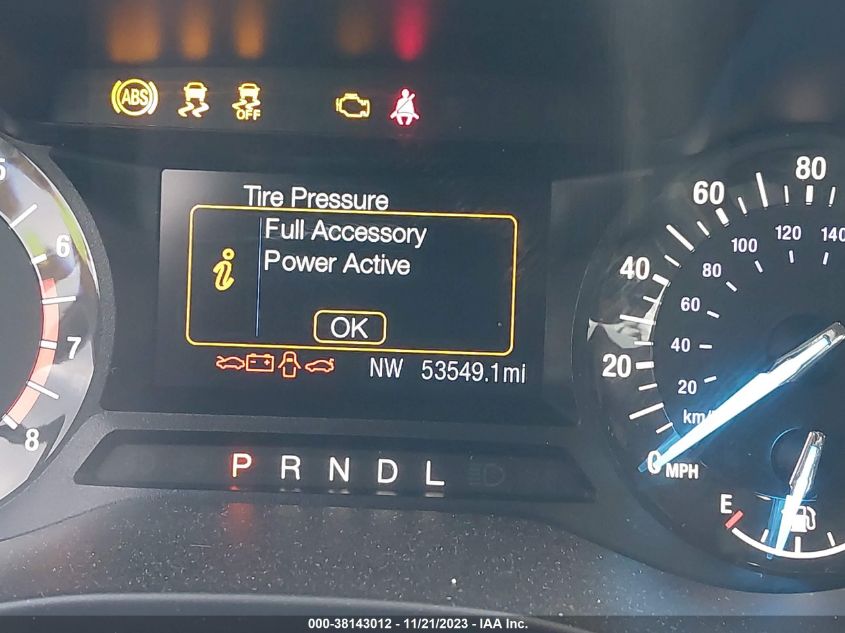 ABS
OFF
Tire Pressure
Full Accessory
Power Active
i
OK
NW 53549.1mi
P R N D L
5
6
7
8
0
20
40
60
80
MPH
20
40
60
80
100
120
140
km/
E
000-38143012 - 11/21/2023 - IAA Inc.